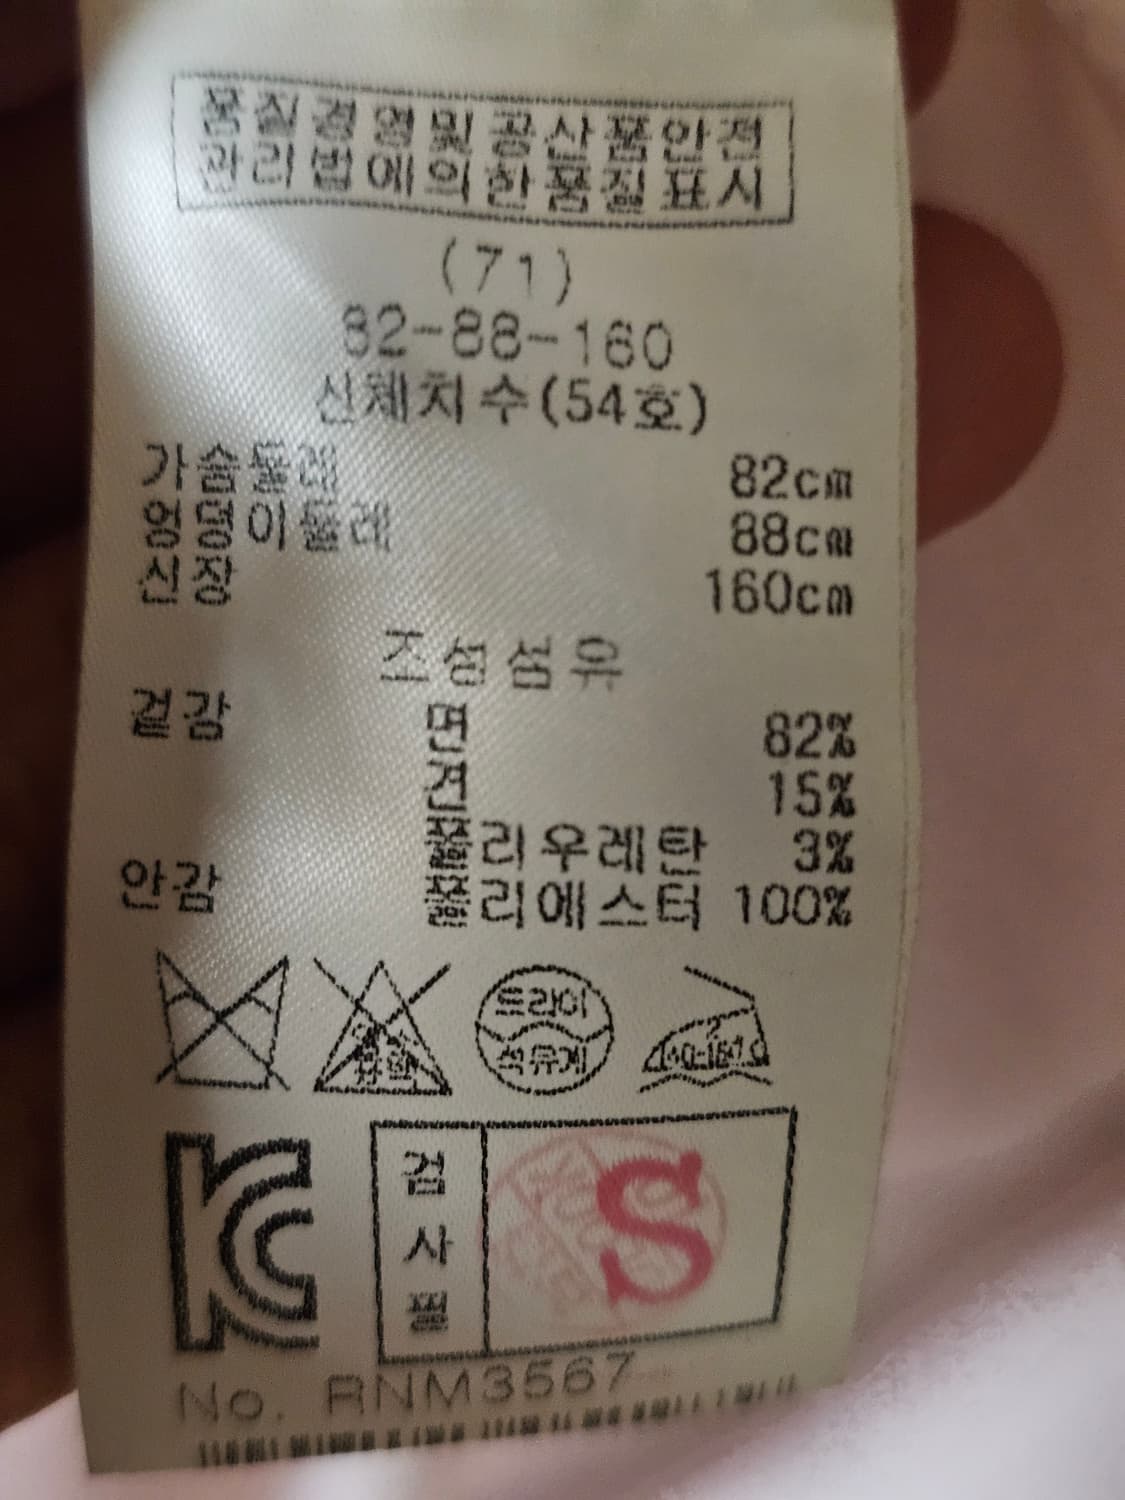 품질경영및공산품안전
관리법에의한품질표시
(71)
82-88-160
신체치수(54호)
가슴둘레 82cm
엉덩이둘레 88cm
신장 160cm
조성섬유
겉감 면 82%
견 15%
폴리우레탄 3%
안감 폴리에스터 100%
드라이
석유계
KC
검사필
S
No. RNM3567